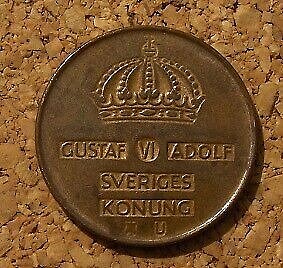 GUSTAF VI ADOLF
SVERIGES
KONUNG
U